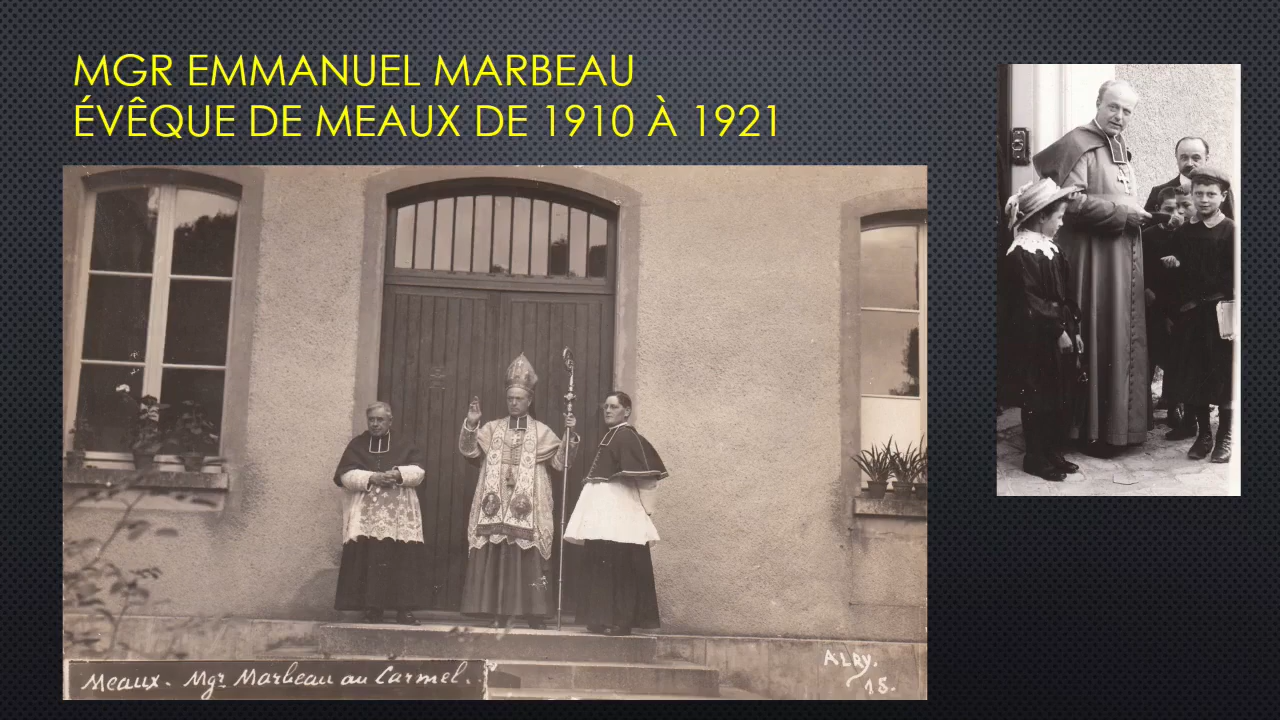 MGR EMMANUEL MARBEAU
ÉVÊQUE DE MEAUX DE 1910 À 1921
Meaux. Mgr Marbeau au Carmel.
ALRY.
15.